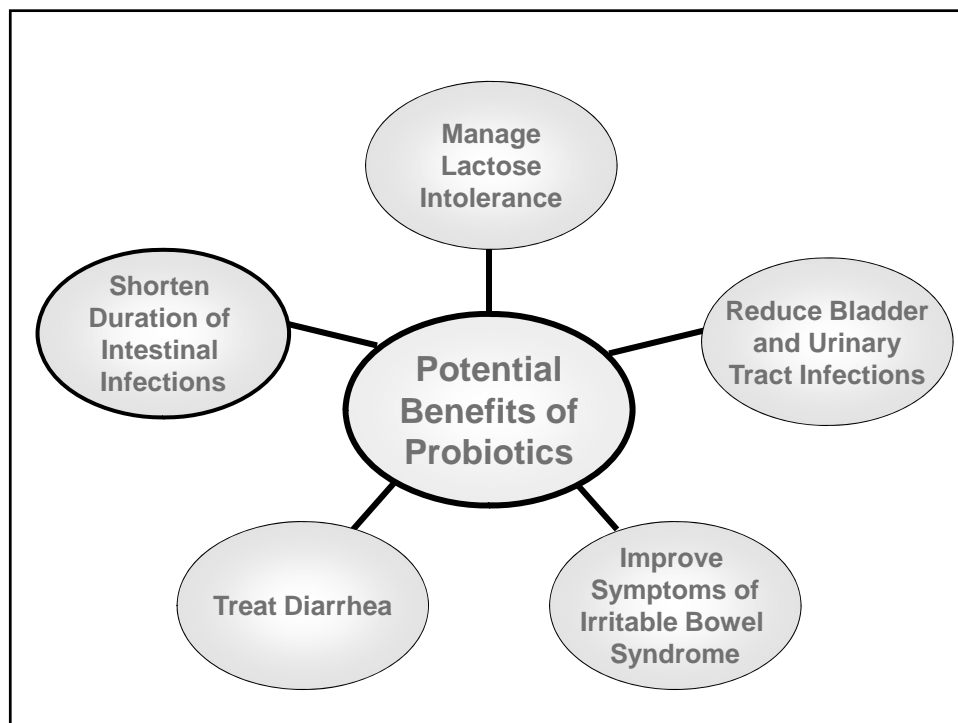 Manage
Lactose
Intolerance
Shorten
Duration of
Intestinal
Infections
Reduce Bladder
and Urinary
Tract Infections
Potential
Benefits of
Probiotics
Treat Diarrhea
Improve
Symptoms of
Irritable Bowel
Syndrome